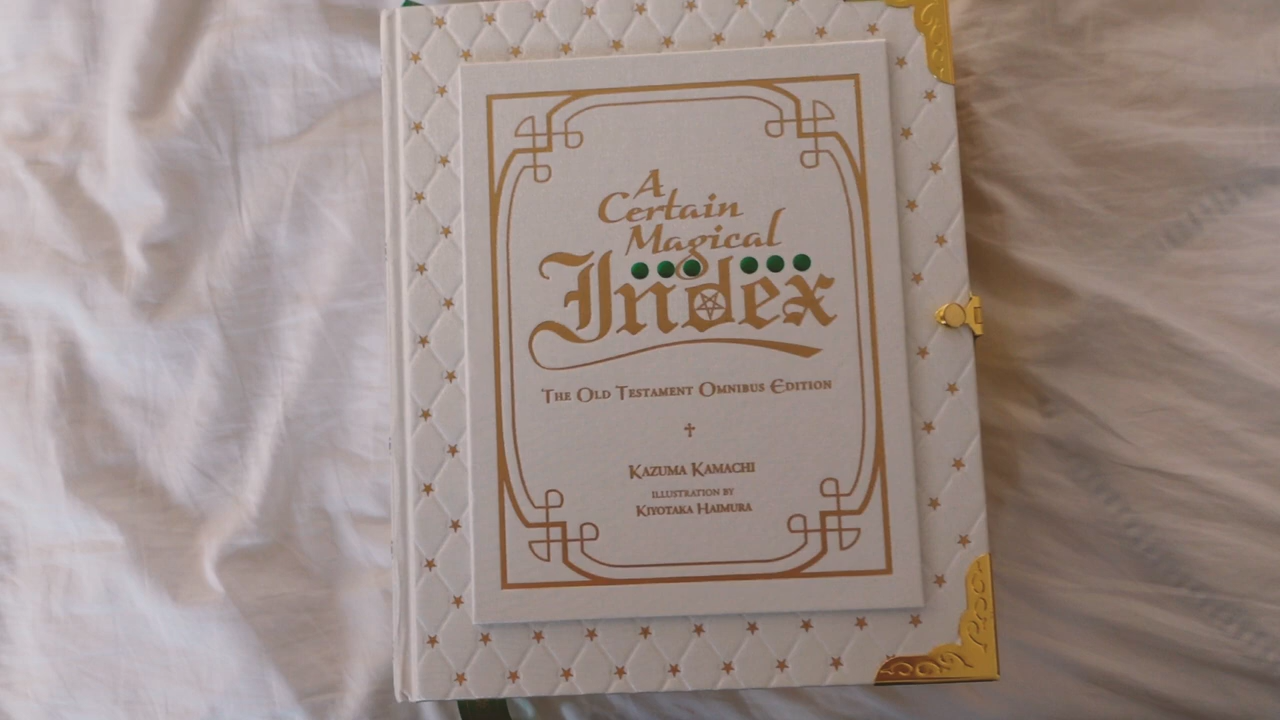 A
Certain
Magical
Index
The Old Testament Omnibus Edition
Kazuma Kamachi
Illustration by
Kiyotaka Haimura